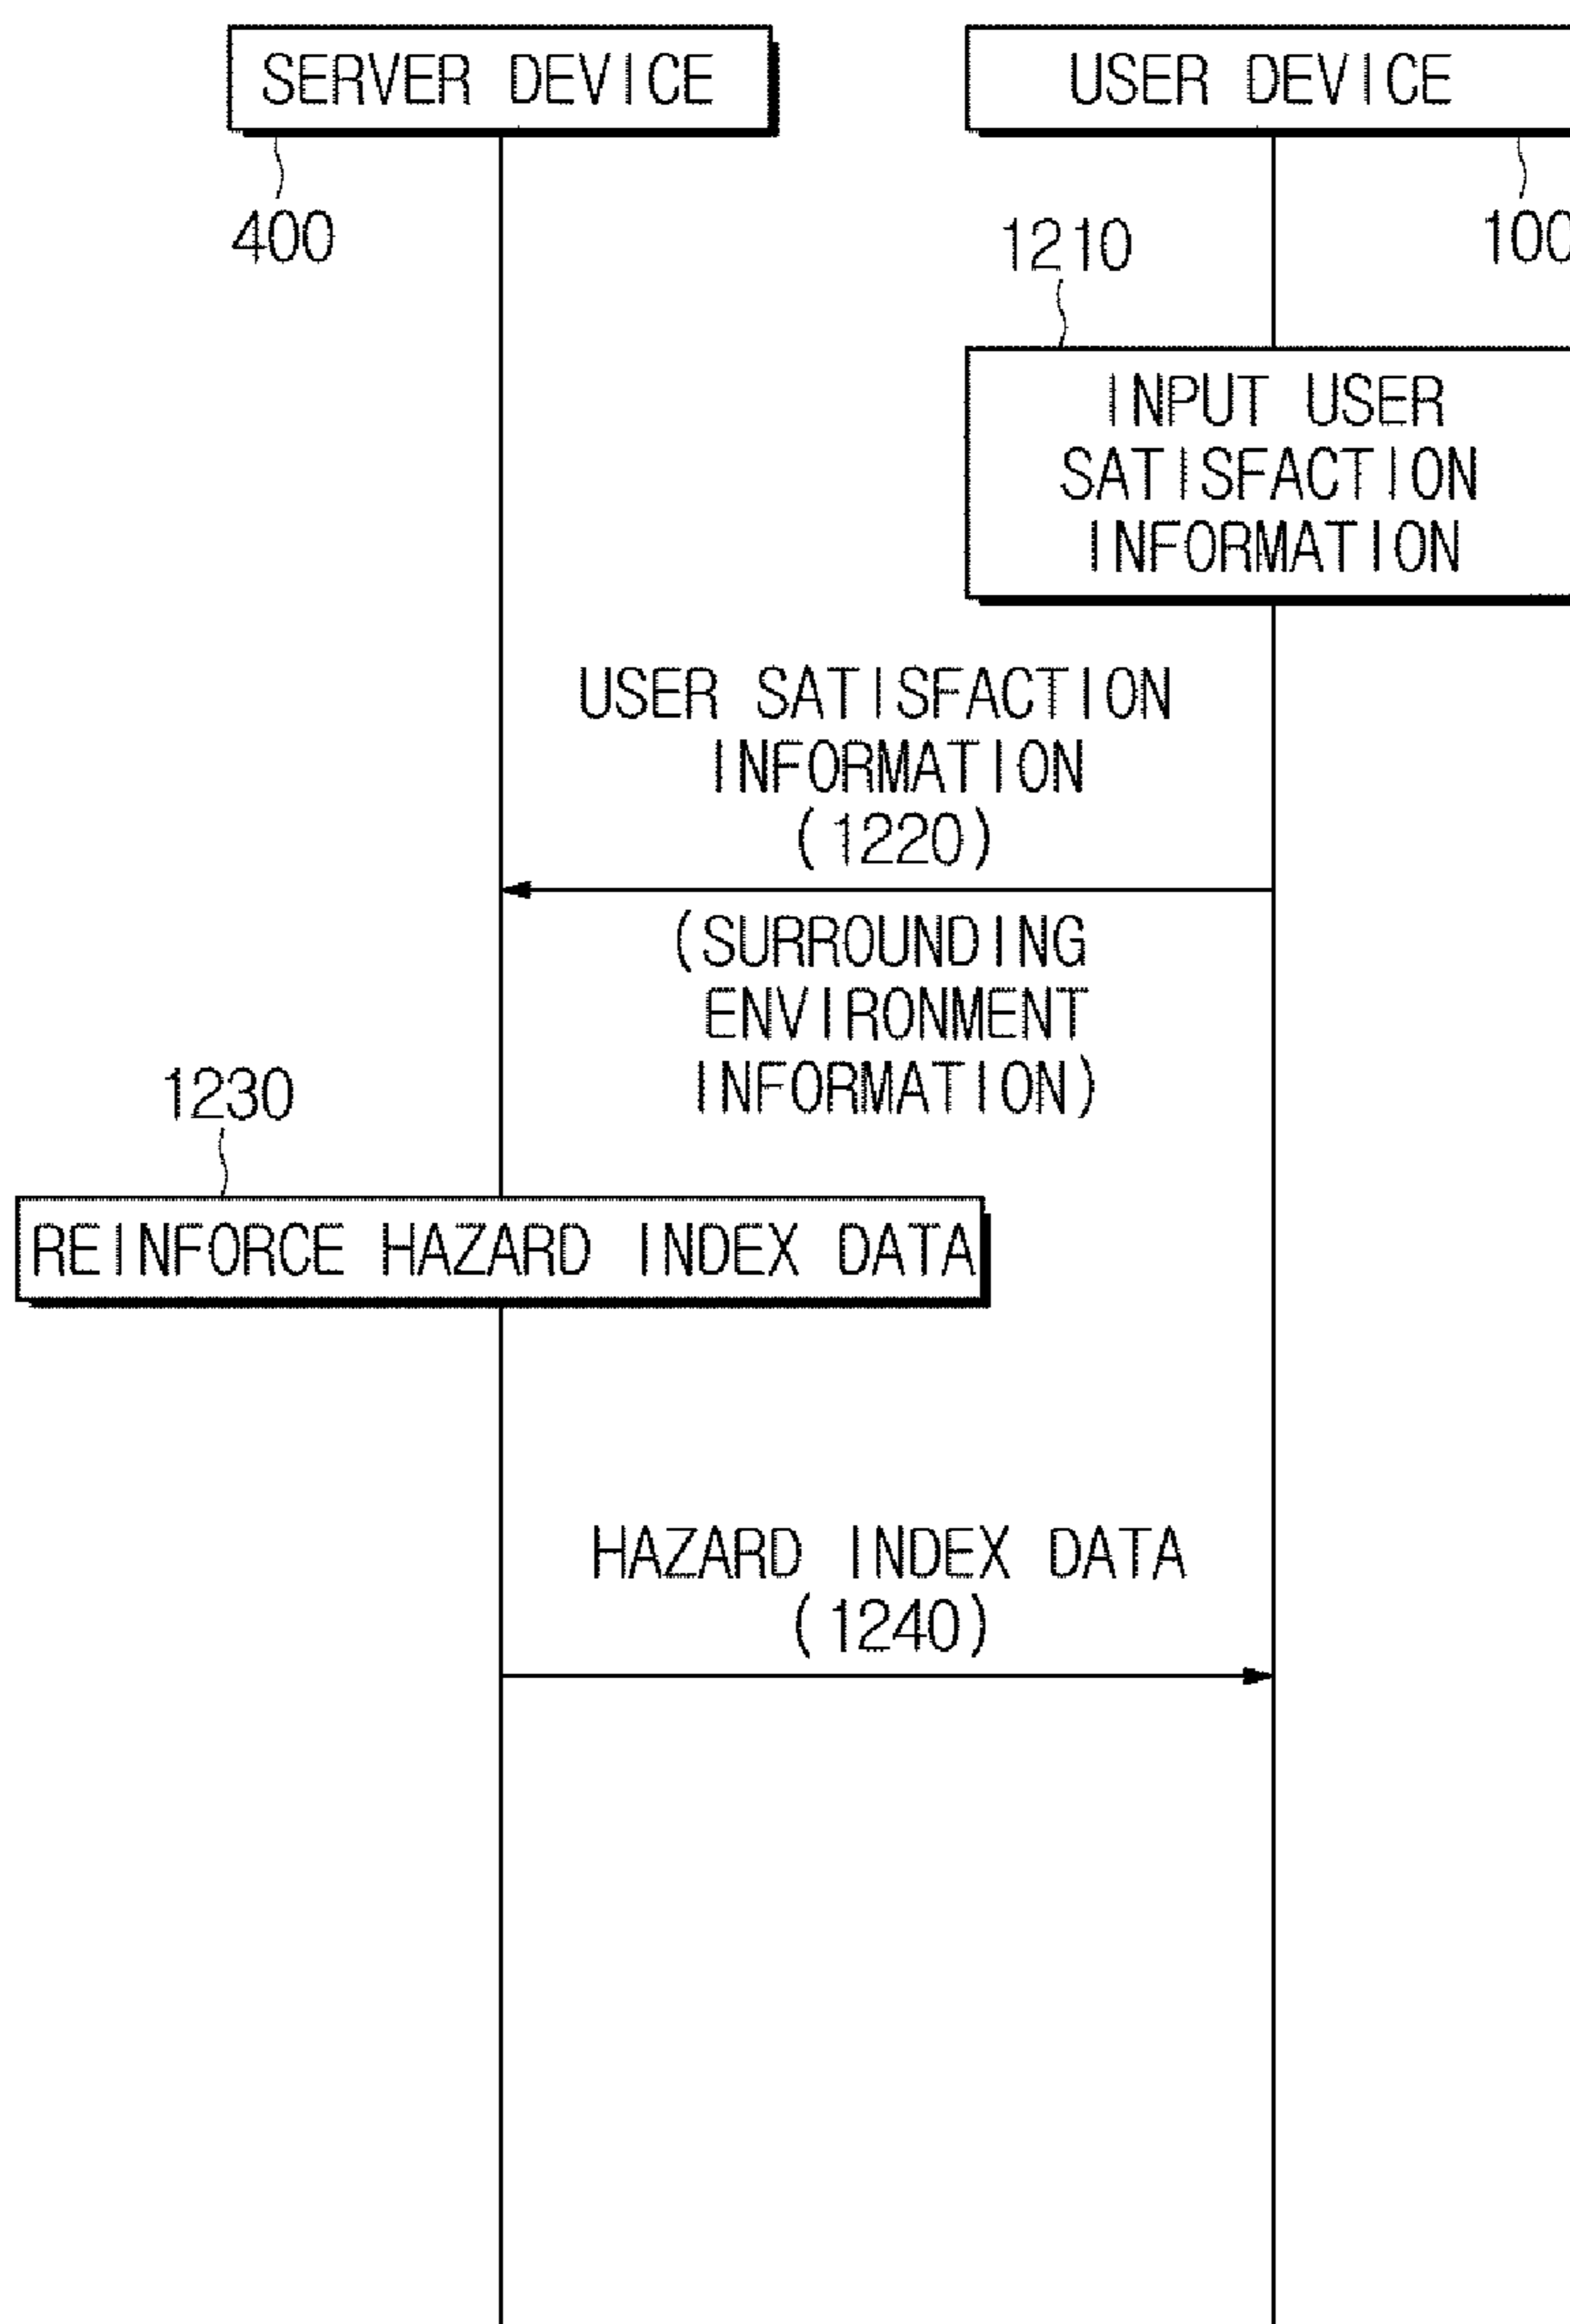 SERVER DEVICE
USER DEVICE
400
100
1210
INPUT USER
SATISFACTION
INFORMATION
USER SATISFACTION
INFORMATION
(1220)
(SURROUNDING
ENVIRONMENT
INFORMATION)
1230
REINFORCE HAZARD INDEX DATA
HAZARD INDEX DATA
(1240)